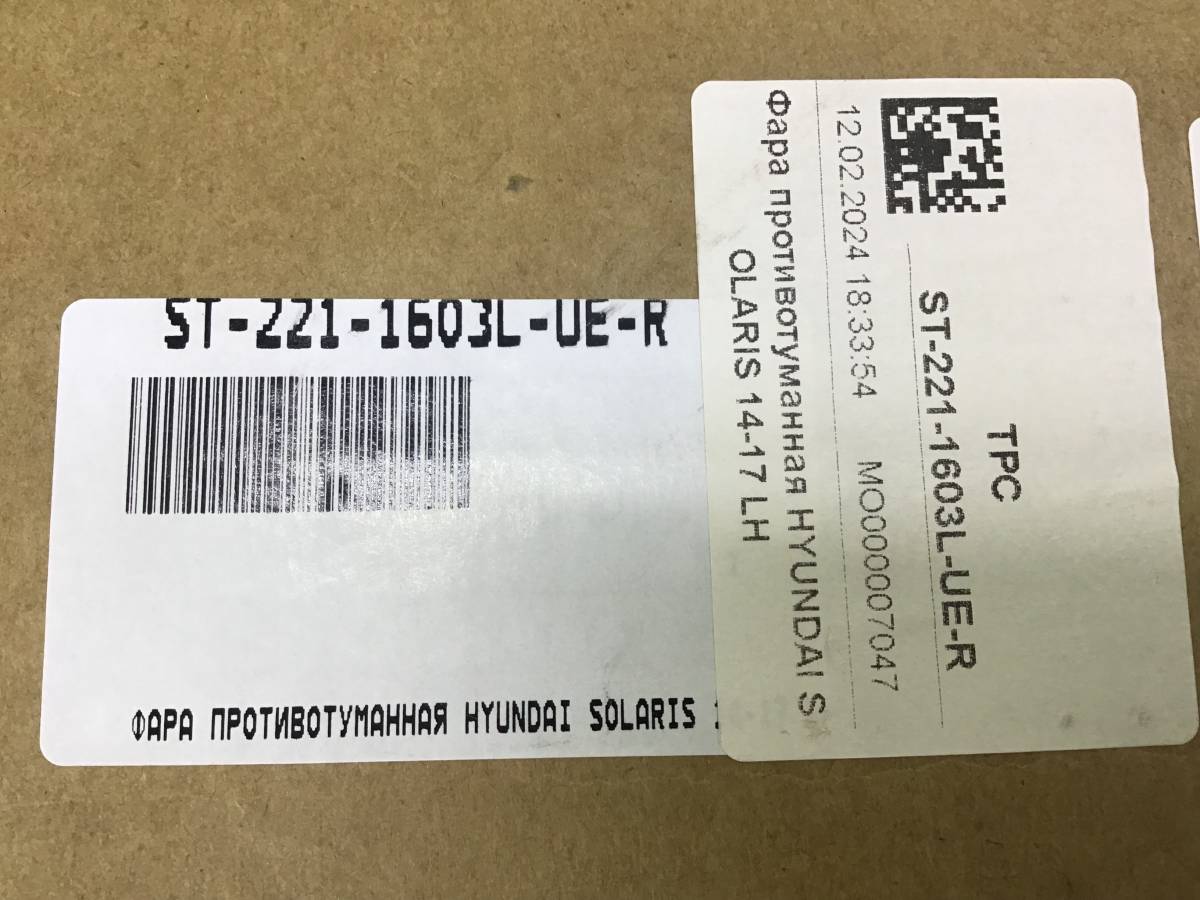 ST-221-1603L-UE-R
ФАРА ПРОТИВОТУМАННАЯ HYUNDAI SOLARIS
TPC
ST-221-1603L-UE-R
12.02.2024 18:33:54 МО000007047
Фара противотуманная HYUNDAI S
OLARIS 14-17 LH